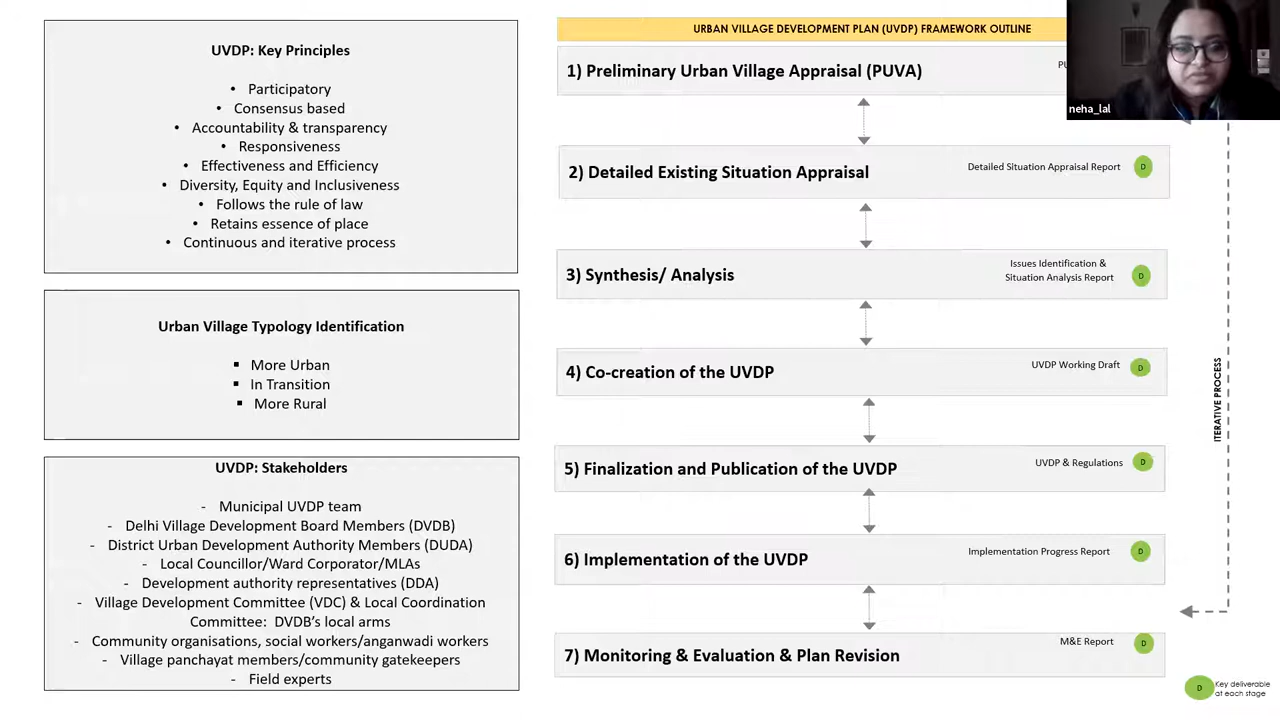 UVDP: Key Principles
• Participatory
• Consensus based
• Accountability & transparency
• Responsiveness
• Effectiveness and Efficiency
• Diversity, Equity and Inclusiveness
• Follows the rule of law
• Retains essence of place
• Continuous and iterative process
Urban Village Typology Identification
▪ More Urban
▪ In Transition
▪ More Rural
UVDP: Stakeholders
- Municipal UVDP team
- Delhi Village Development Board Members (DVDB)
- District Urban Development Authority Members (DUDA)
- Local Councillor/Ward Corporator/MLAs
- Development authority representatives (DDA)
- Village Development Committee (VDC) & Local Coordination
Committee: DVDB's local arms
- Community organisations, social workers/anganwadi workers
- Village panchayat members/community gatekeepers
- Field experts
URBAN VILLAGE DEVELOPMENT PLAN (UVDP) FRAMEWORK OUTLINE
1) Preliminary Urban Village Appraisal (PUVA)
neha_lal
2) Detailed Existing Situation Appraisal
Detailed Situation Appraisal Report
D
3) Synthesis/ Analysis
Issues Identification &
Situation Analysis Report
D
4) Co-creation of the UVDP
UVDP Working Draft
D
5) Finalization and Publication of the UVDP
UVDP & Regulations
D
6) Implementation of the UVDP
Implementation Progress Report
D
7) Monitoring & Evaluation & Plan Revision
M&E Report
D
ITERATIVE PROCESS
D
Key deliverable
at each stage